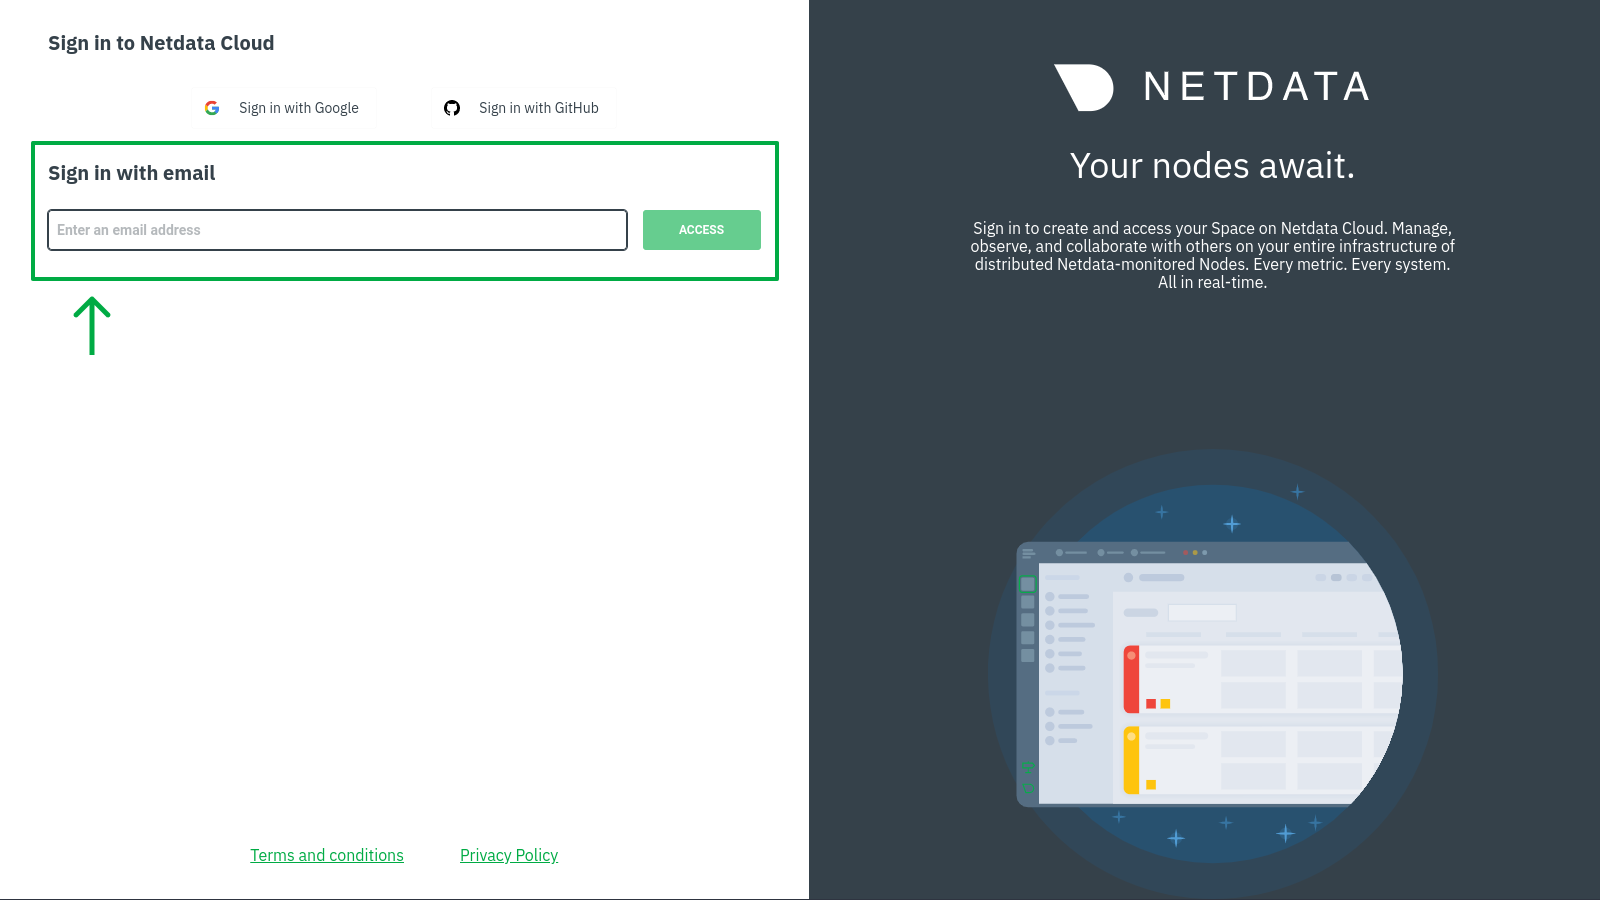 Sign in to Netdata Cloud
Sign in with Google
Sign in with GitHub
Sign in with email
Enter an email address
ACCESS
Terms and conditions
Privacy Policy
NETDATA
Your nodes await.
Sign in to create and access your Space on Netdata Cloud. Manage,
observe, and collaborate with others on your entire infrastructure of
distributed Netdata-monitored Nodes. Every metric. Every system.
All in real-time.